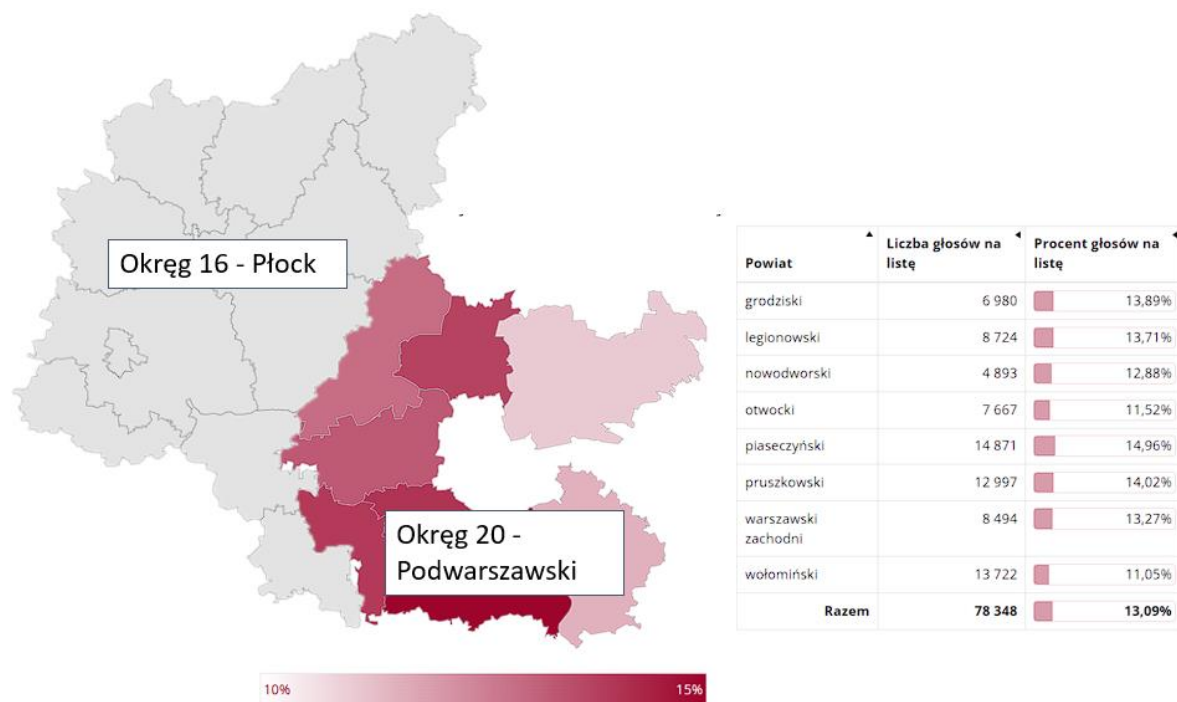 Okręg 16 - Płock
Okręg 20 -
Podwarszawski
10%
15%
Powiat Liczba głosów na listę Procent głosów na listę
grodziski 6 980 13,89%
legionowski 8 724 13,71%
nowodworski 4 893 12,88%
otwocki 7 667 11,52%
piaseczyński 14 871 14,96%
pruszkowski 12 997 14,02%
warszawski zachodni 8 494 13,27%
wołomiński 13 722 11,05%
Razem 78 348 13,09%